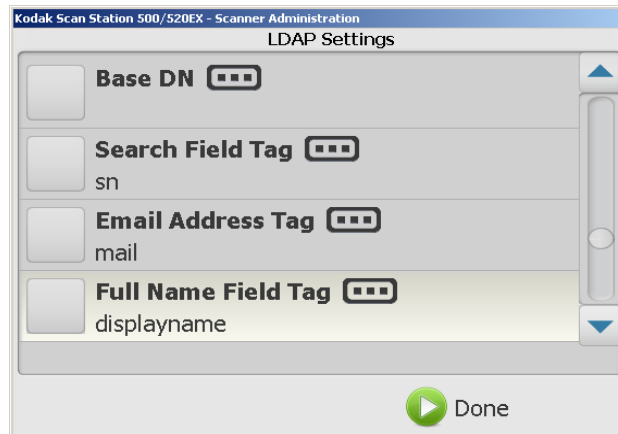 Kodak Scan Station 500/520EX - Scanner Administration
LDAP Settings
Base DN
Search Field Tag
sn
Email Address Tag
mail
Full Name Field Tag
displayname
Done